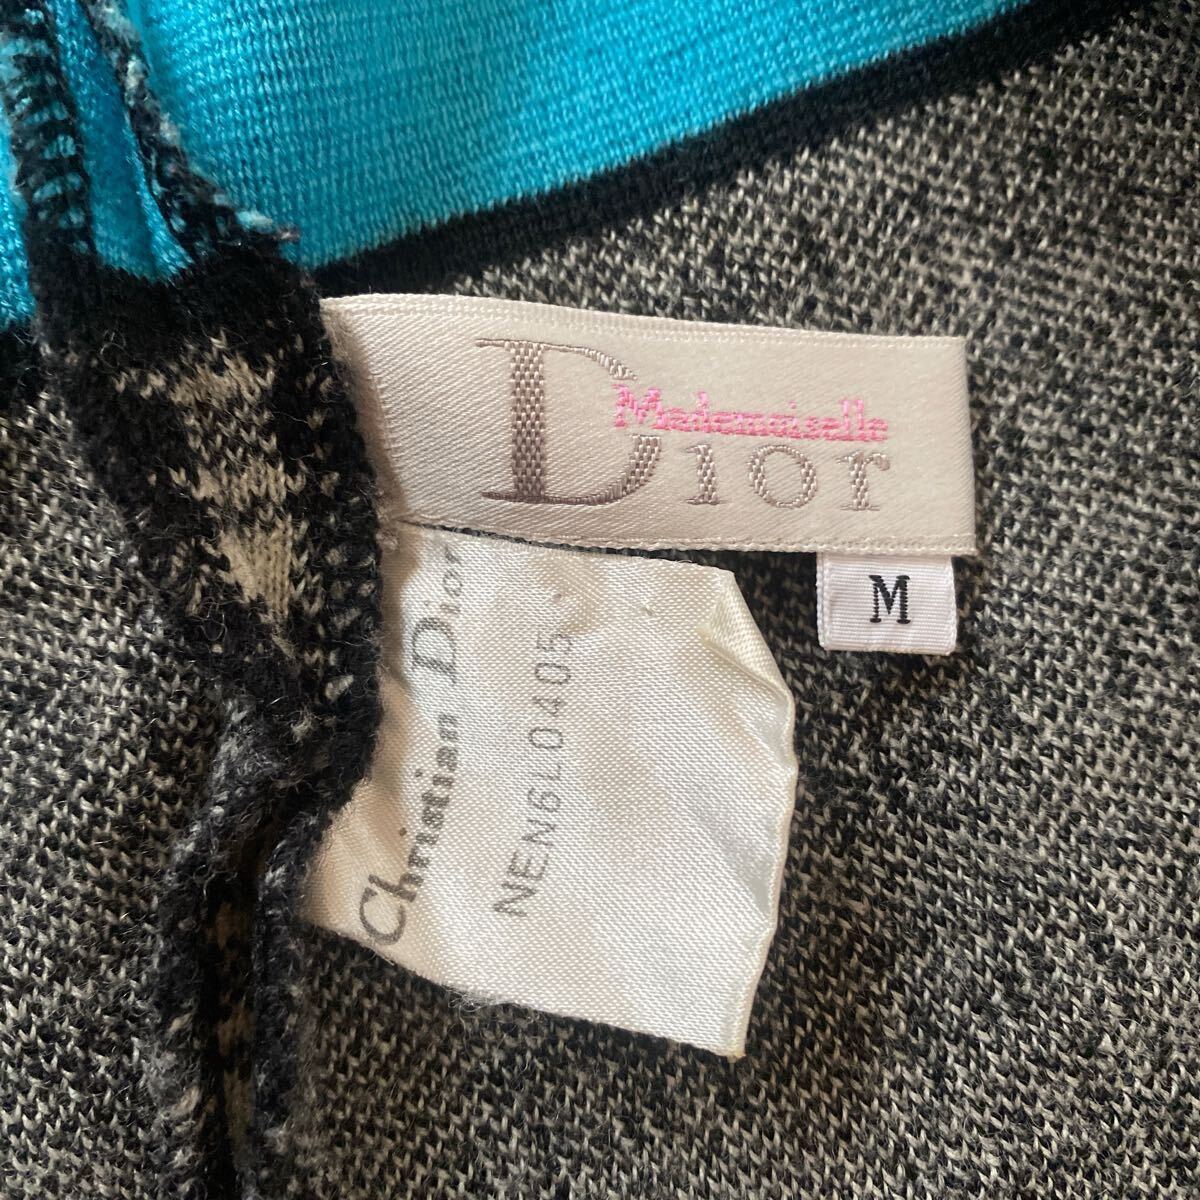 Mademoiselle
Dior
M
Christian Dior
NEN6L0405